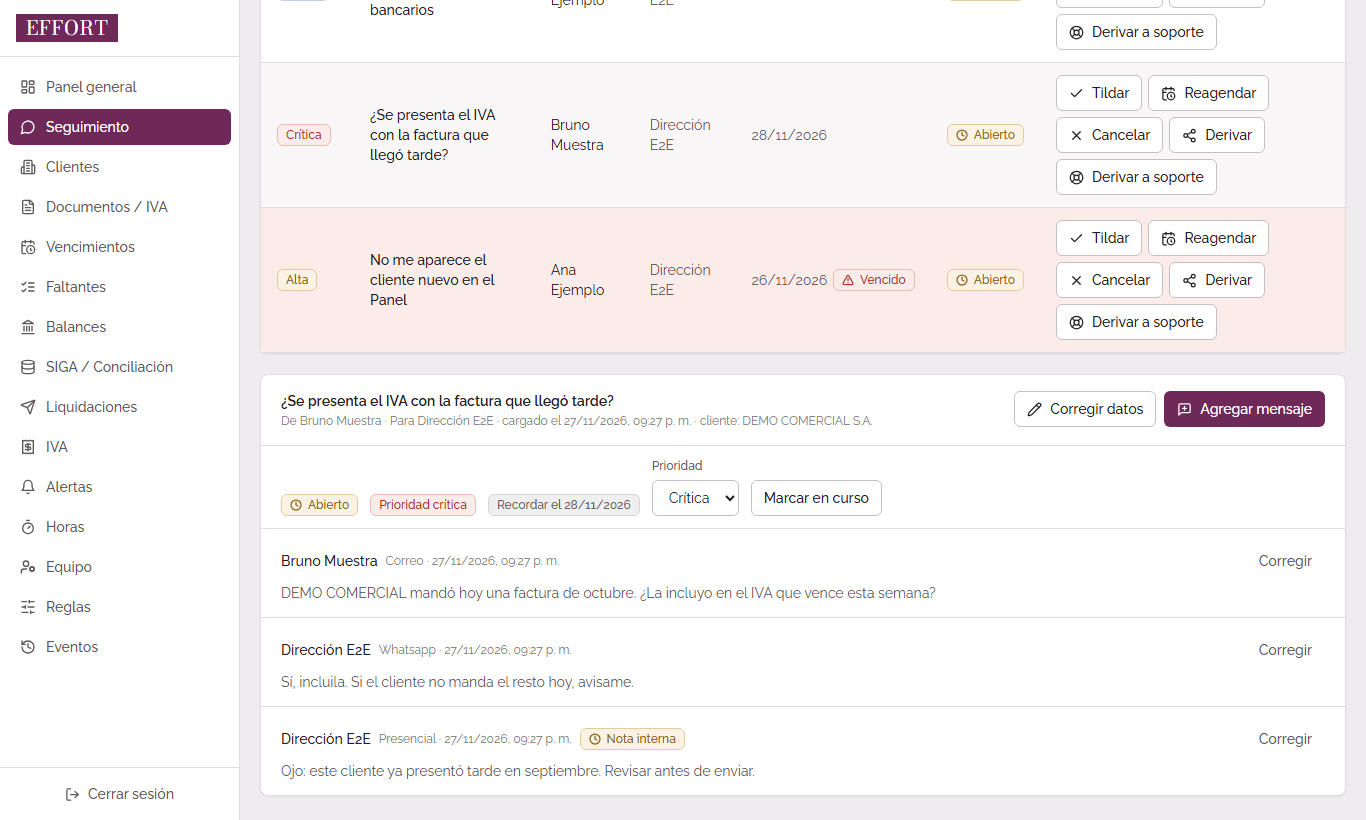 EFFORT
Panel general
Seguimiento
Clientes
Documentos / IVA
Vencimientos
Faltantes
Balances
SIGA / Conciliación
Liquidaciones
IVA
Alertas
Horas
Equipo
Reglas
Eventos
Cerrar sesión
bancarios
Ejemplo
E2E
Derivar a soporte
Crítica
¿Se presenta el IVA
con la factura que
llegó tarde?
Bruno
Muestra
Dirección
E2E
28/11/2026
Abierto
Tildar
Reagendar
Cancelar
Derivar
Derivar a soporte
Alta
No me aparece el
cliente nuevo en el
Panel
Ana
Ejemplo
Dirección
E2E
26/11/2026
Vencido
Abierto
Tildar
Reagendar
Cancelar
Derivar
Derivar a soporte
¿Se presenta el IVA con la factura que llegó tarde?
De Bruno Muestra · Para Dirección E2E · cargado el 27/11/2026, 09:27 p. m. · cliente: DEMO COMERCIAL S.A.
Corregir datos
Agregar mensaje
Abierto
Prioridad crítica
Recordar el 28/11/2026
Prioridad
Crítica
Marcar en curso
Bruno Muestra Correo · 27/11/2026, 09:27 p. m.
Corregir
DEMO COMERCIAL mandó hoy una factura de octubre. ¿La incluyo en el IVA que vence esta semana?
Dirección E2E Whatsapp · 27/11/2026, 09:27 p. m.
Corregir
Sí, incluila. Si el cliente no manda el resto hoy, avisame.
Dirección E2E Presencial · 27/11/2026, 09:27 p. m. Nota interna
Corregir
Ojo: este cliente ya presentó tarde en septiembre. Revisar antes de enviar.